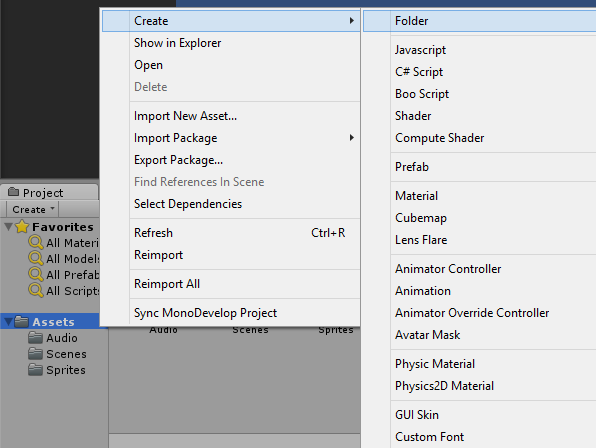 Create
Show in Explorer
Open
Delete
Import New Asset...
Import Package
Export Package...
Find References In Scene
Select Dependencies
Refresh Ctrl+R
Reimport
Reimport All
Sync MonoDevelop Project
Folder
Javascript
C# Script
Boo Script
Shader
Compute Shader
Prefab
Material
Cubemap
Lens Flare
Animator Controller
Animation
Animator Override Controller
Avatar Mask
Physic Material
Physics2D Material
GUI Skin
Custom Font
Project
Create
Favorites
All Materi
All Models
All Prefab
All Scripts
Assets
Audio
Scenes
Sprites
Audio Scenes Sprites